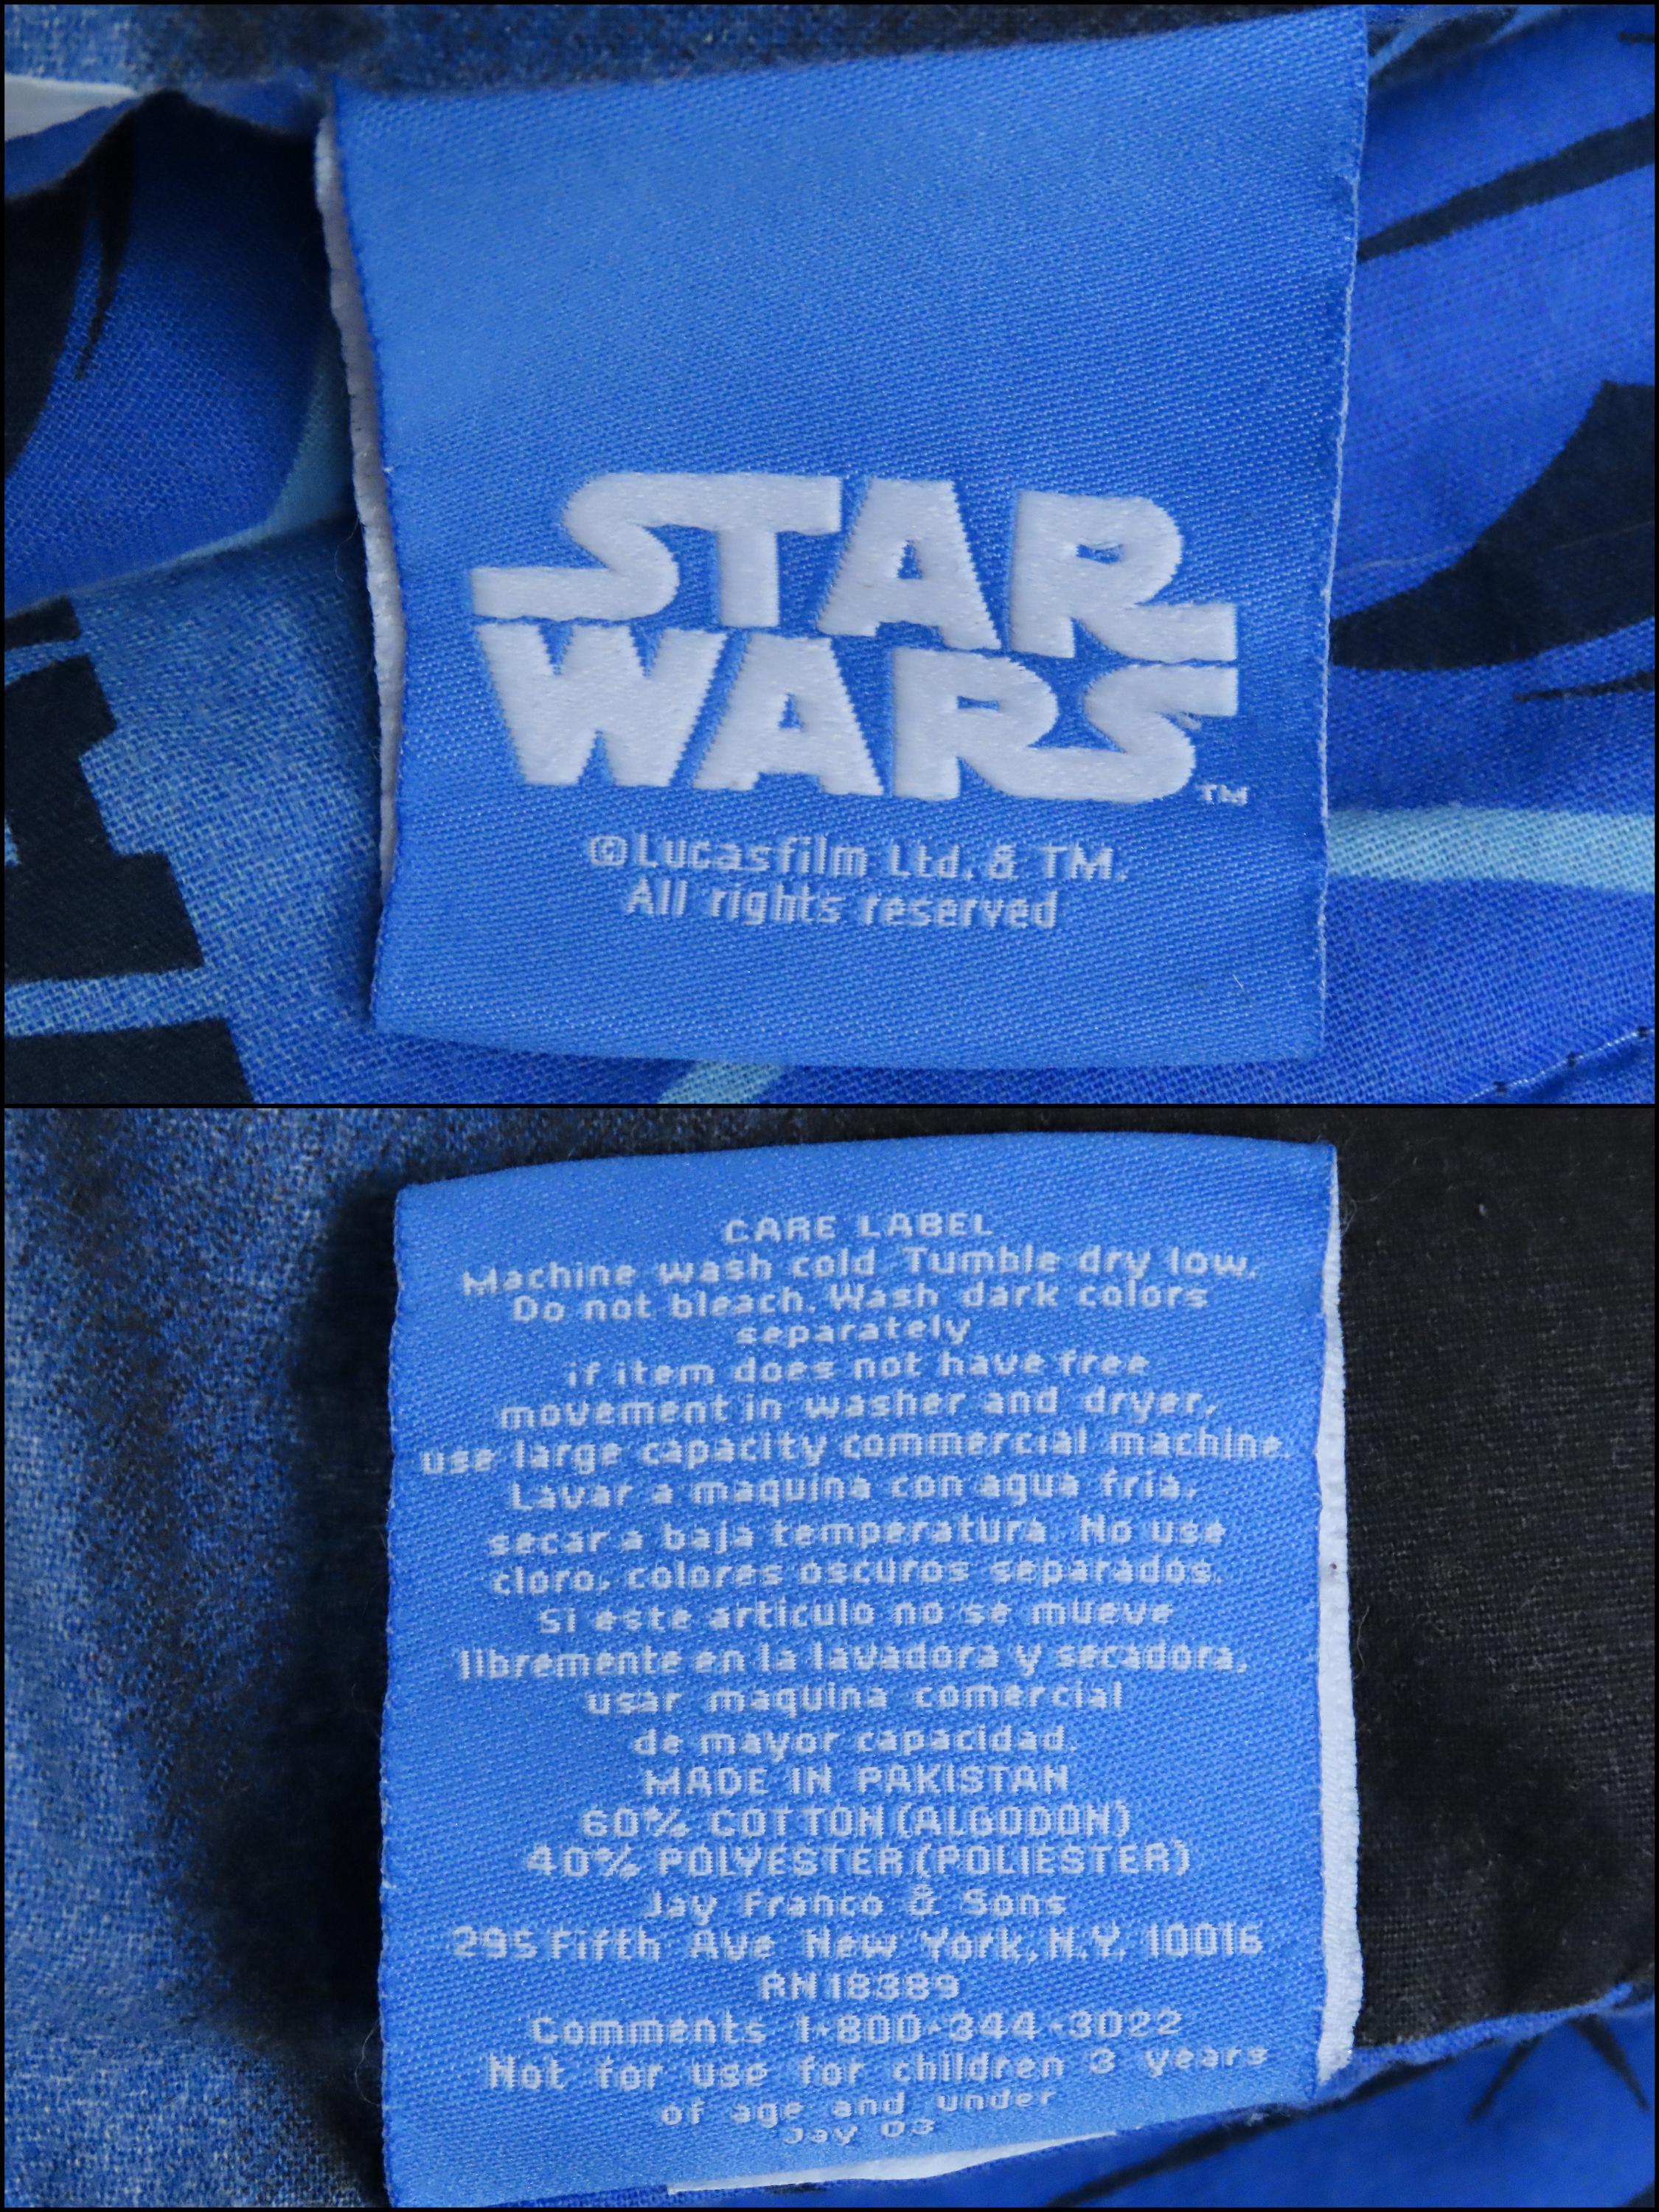 STAR
WARS™
©Lucasfilm Ltd. & TM.
All rights reserved
CARE LABEL
Machine wash cold Tumble dry low.
Do not bleach. Wash dark colors
separately
if item does not have free
movement in washer and dryer,
use large capacity commercial machine.
Lavar a maquina con agua fria,
secar a baja temperatura. No use
cloro, colores oscuros separados.
Si este articulo no se mueve
libremente en la lavadora y secadora,
usar maquina comercial
de mayor capacidad.
MADE IN PAKISTAN
60% COTTON (ALGODON)
40% POLYESTER (POLIESTER)
Jay Franco & Sons
295 Fifth Ave New York, N.Y. 10016
RN 18389
Comments 1-800-344-3022
Not for use for children 3 years
of age and under
Jay 03